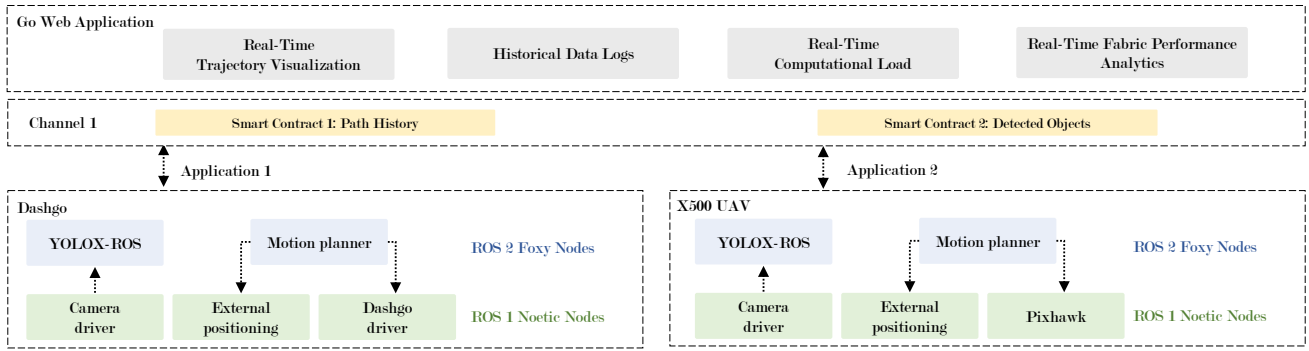 Go Web Application
Real-Time
Trajectory Visualization
Historical Data Logs
Real-Time
Computational Load
Real-Time Fabric Performance
Analytics
Channel 1
Smart Contract 1: Path History
Smart Contract 2: Detected Objects
Application 1
Application 2
Dashgo
YOLOX-ROS
Motion planner
ROS 2 Foxy Nodes
Camera
driver
External
positioning
Dashgo
driver
ROS 1 Noetic Nodes
X500 UAV
YOLOX-ROS
Motion planner
ROS 2 Foxy Nodes
Camera
driver
External
positioning
Pixhawk
ROS 1 Noetic Nodes